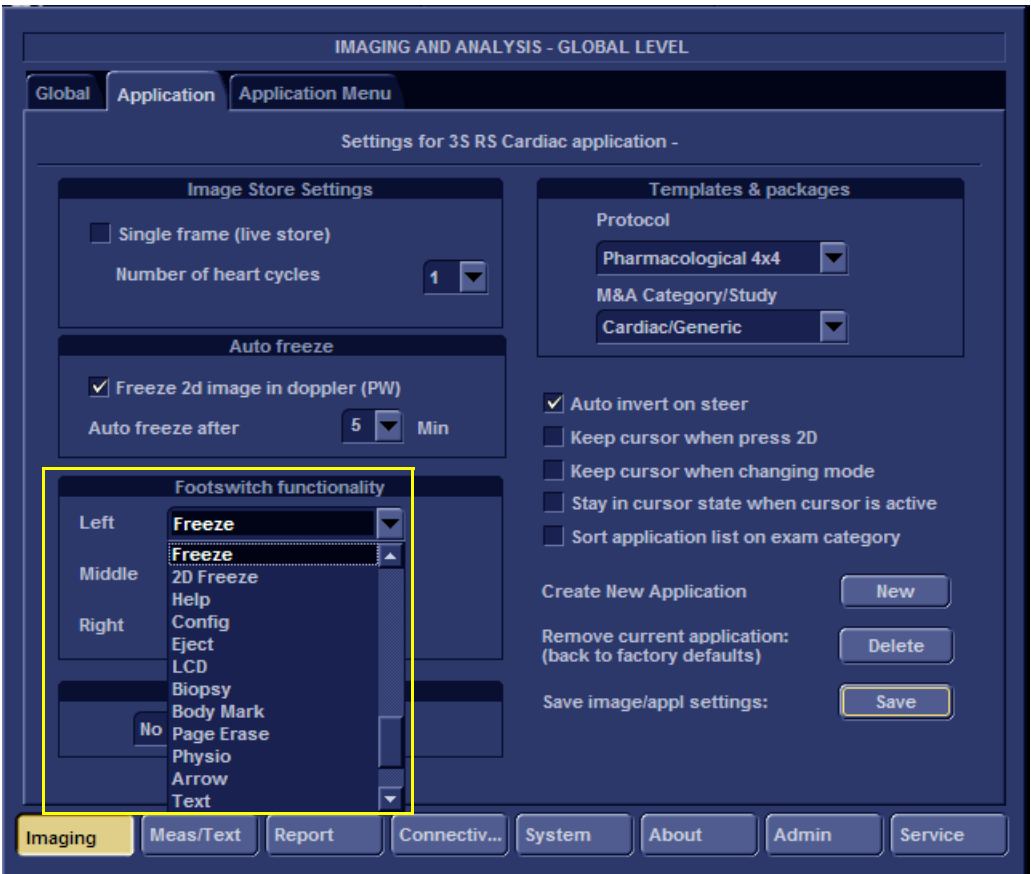 IMAGING AND ANALYSIS - GLOBAL LEVEL
Global
Application
Application Menu
Settings for 3S RS Cardiac application -
Image Store Settings
Single frame (live store)
Number of heart cycles
1
Auto freeze
Freeze 2d image in doppler (PW)
Auto freeze after
5
Min
Footswitch functionality
Left
Freeze
Middle
Right
Freeze
2D Freeze
Help
Config
Eject
LCD
Biopsy
Body Mark
Page Erase
Physio
Arrow
Text
No
Templates & packages
Protocol
Pharmacological 4x4
M&A Category/Study
Cardiac/Generic
Auto invert on steer
Keep cursor when press 2D
Keep cursor when changing mode
Stay in cursor state when cursor is active
Sort application list on exam category
Create New Application
New
Remove current application:
(back to factory defaults)
Delete
Save image/appl settings:
Save
Imaging
Meas/Text
Report
Connectiv...
System
About
Admin
Service